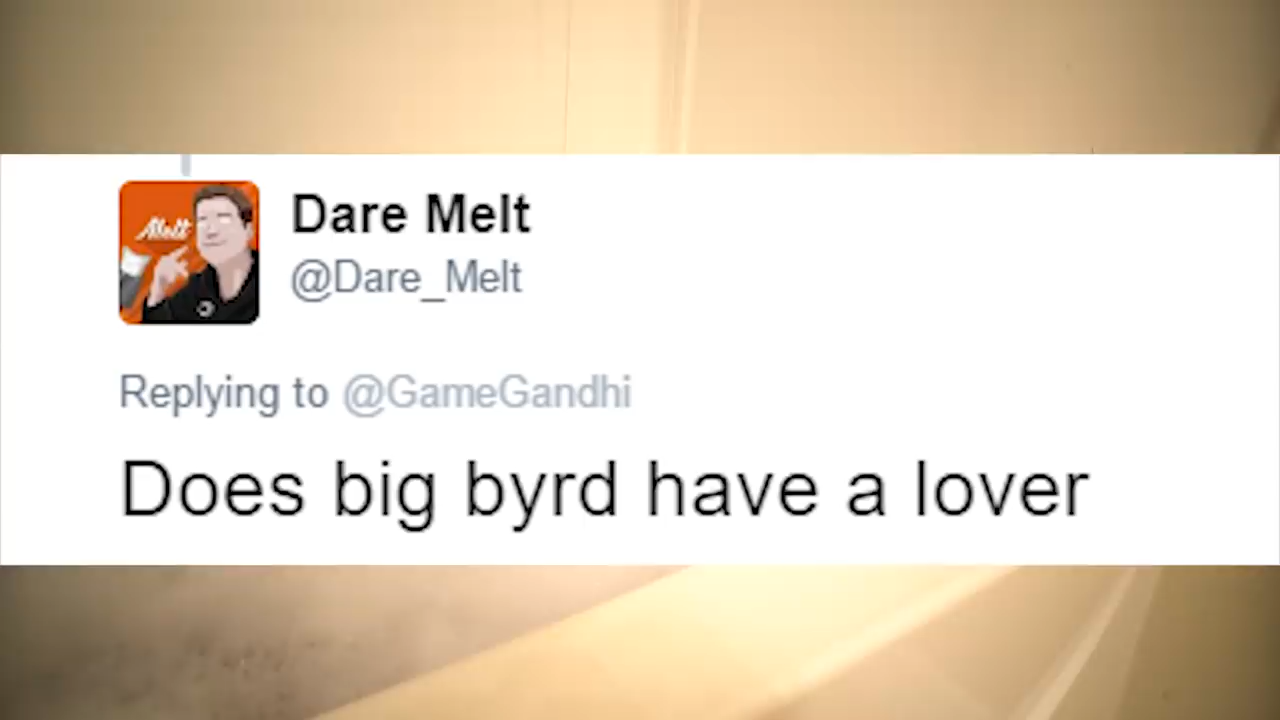 Melt
Dare Melt
@Dare_Melt
Replying to @GameGandhi
Does big byrd have a lover